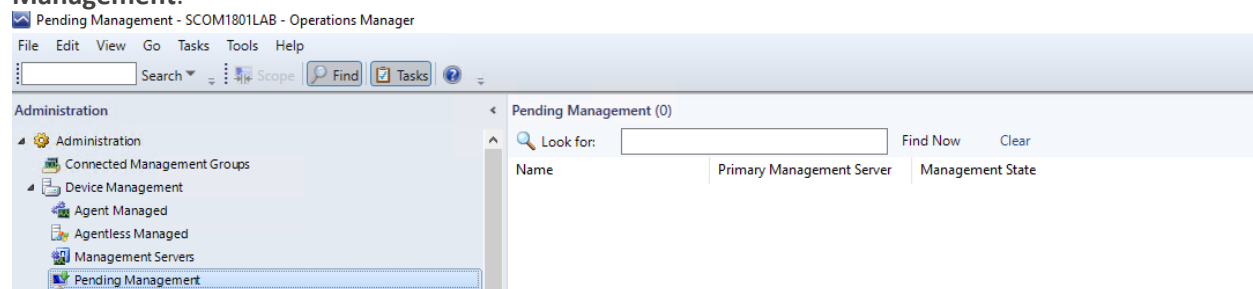 Management.
Pending Management - SCOM1801LAB - Operations Manager
File Edit View Go Tasks Tools Help
Search Scope Find Tasks
Administration
Pending Management (0)
Administration
Look for: Find Now Clear
Connected Management Groups
Name Primary Management Server Management State
Device Management
Agent Managed
Agentless Managed
Management Servers
Pending Management